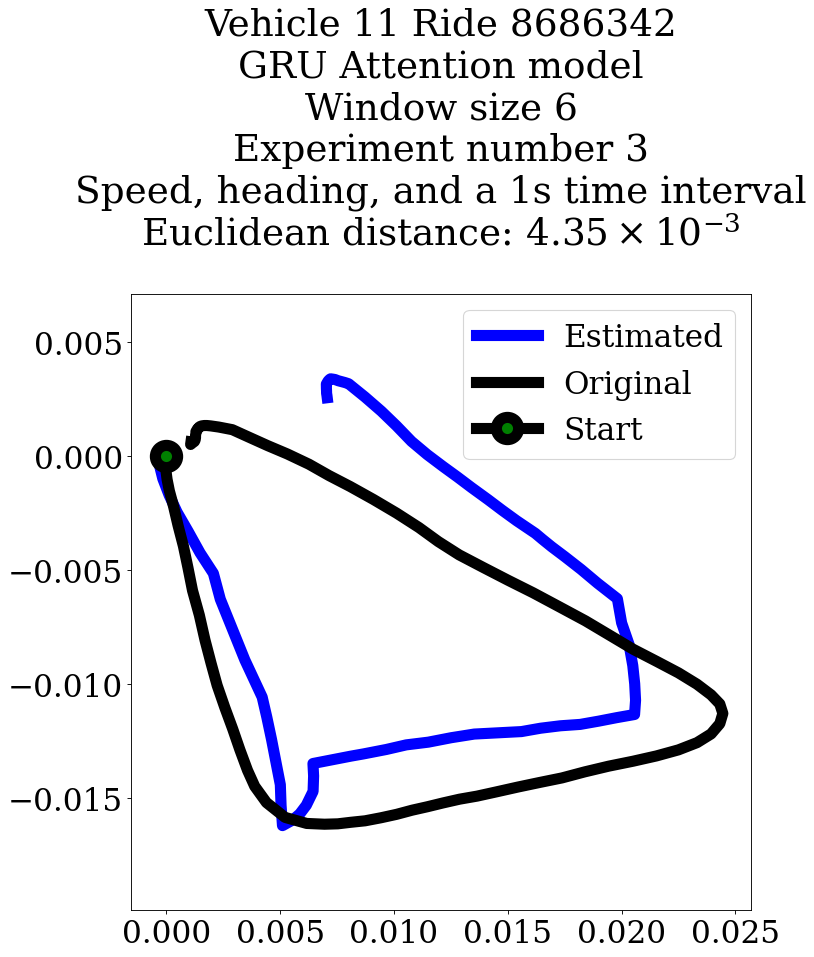 Vehicle 11 Ride 8686342
GRU Attention model
Window size 6
Experiment number 3
Speed, heading, and a 1s time interval
Euclidean distance: 4.35 × 10⁻³
Estimated
Original
Start
0.005
0.000
−0.005
−0.010
−0.015
0.000 0.005 0.010 0.015 0.020 0.025